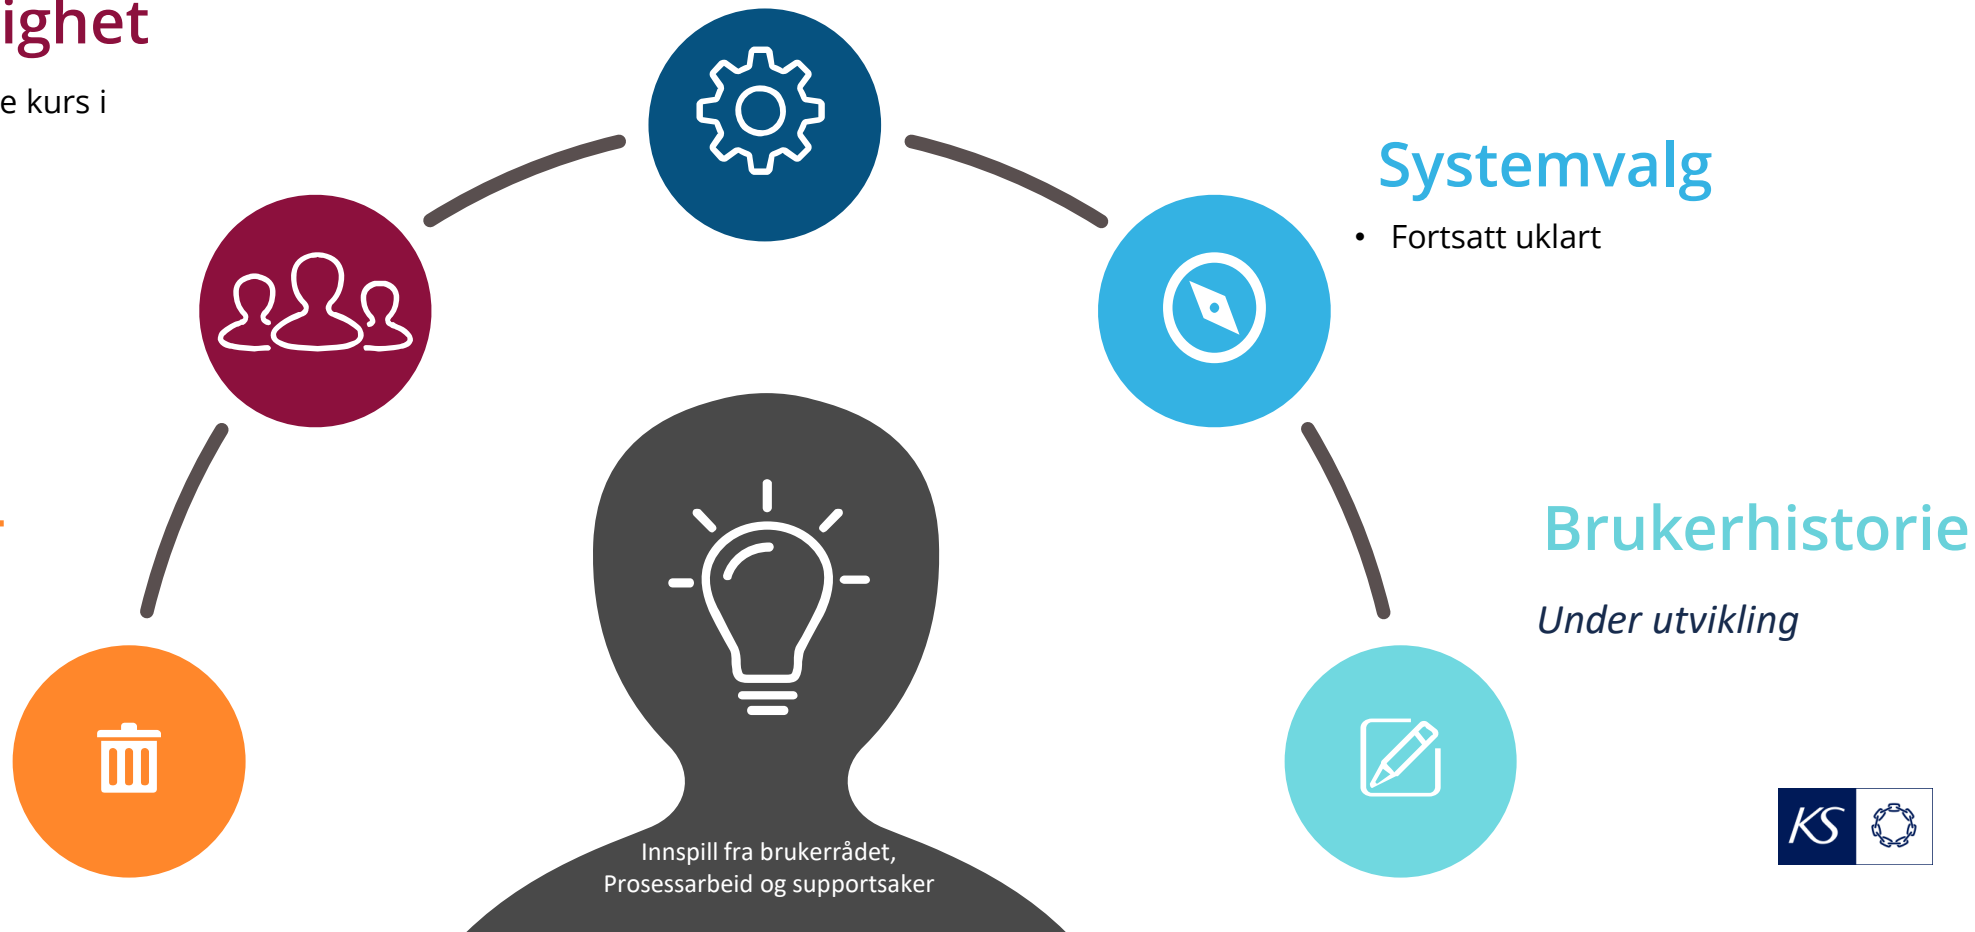 ighet
e kurs i
Systemvalg
• Fortsatt uklart
Brukerhistorie
Under utvikling
Innspill fra brukerrådet,
Prosessarbeid og supportsaker
KS